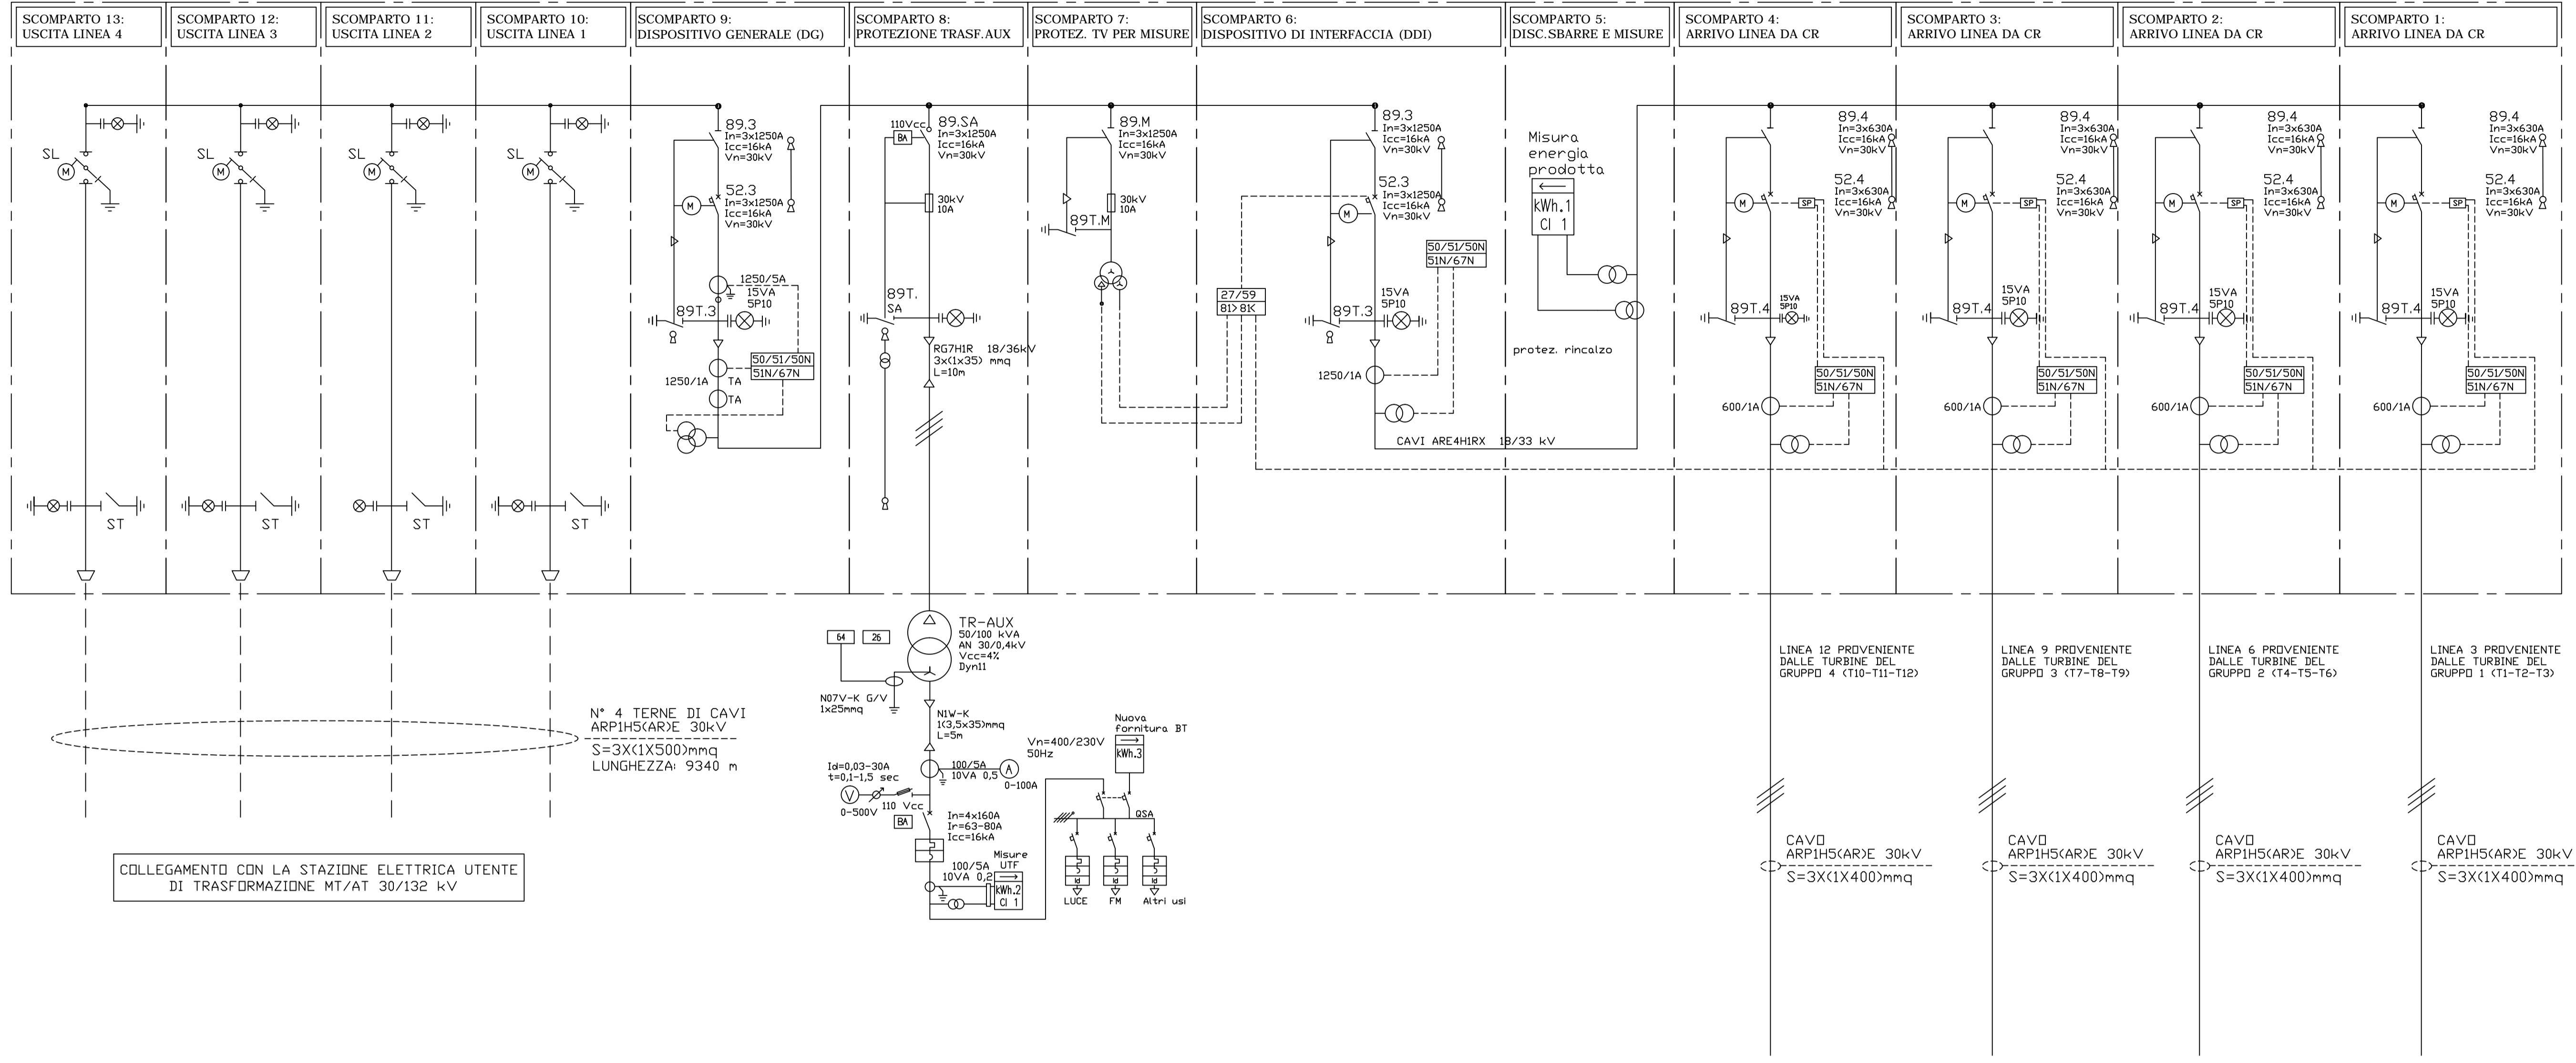 SCOMPARTO 13:
USCITA LINEA 4
SCOMPARTO 12:
USCITA LINEA 3
SCOMPARTO 11:
USCITA LINEA 2
SCOMPARTO 10:
USCITA LINEA 1
SCOMPARTO 9:
DISPOSITIVO GENERALE (DG)
SCOMPARTO 8:
PROTEZIONE TRASF.AUX
SCOMPARTO 7:
PROTEZ. TV PER MISURE
SCOMPARTO 6:
DISPOSITIVO DI INTERFACCIA (DDI)
SCOMPARTO 5:
DISC.SBARRE E MISURE
SCOMPARTO 4:
ARRIVO LINEA DA CR
SCOMPARTO 3:
ARRIVO LINEA DA CR
SCOMPARTO 2:
ARRIVO LINEA DA CR
SCOMPARTO 1:
ARRIVO LINEA DA CR
SL
M
ST
SL
M
ST
SL
M
ST
SL
M
ST
89.3
In=3x1250A
Icc=16kA
Vn=30kV
52.3
In=3x1250A
Icc=16kA
Vn=30kV
M
1250/5A
15VA
5P10
89T.3
50/51/50N
51N/67N
1250/1A
TA
TA
110Vcc
BA
89.SA
In=3x1250A
Icc=16kA
Vn=30kV
30kV
10A
89T.
SA
RG7H1R 18/36kV
3x(1x35) mmq
L=10m
89.M
In=3x1250A
Icc=16kA
Vn=30kV
30kV
10A
89T.M
27/59
81> 81K
89.3
In=3x1250A
Icc=16kA
Vn=30kV
52.3
In=3x1250A
Icc=16kA
Vn=30kV
M
50/51/50N
51N/67N
15VA
5P10
89T.3
1250/1A
CAVI ARE4H1RX 18/33 kV
Misura
energia
prodotta
kWh.1
Cl 1
protez. rincalzo
89.4
In=3x630A
Icc=16kA
Vn=30kV
52.4
In=3x630A
Icc=16kA
Vn=30kV
M
SP
15VA
5P10
89T.4
50/51/50N
51N/67N
600/1A
89.4
In=3x630A
Icc=16kA
Vn=30kV
52.4
In=3x630A
Icc=16kA
Vn=30kV
M
SP
15VA
5P10
89T.4
50/51/50N
51N/67N
600/1A
89.4
In=3x630A
Icc=16kA
Vn=30kV
52.4
In=3x630A
Icc=16kA
Vn=30kV
M
SP
15VA
5P10
89T.4
50/51/50N
51N/67N
600/1A
89.4
In=3x630A
Icc=16kA
Vn=30kV
52.4
In=3x630A
Icc=16kA
Vn=30kV
M
SP
15VA
5P10
89T.4
50/51/50N
51N/67N
600/1A
N° 4 TERNE DI CAVI
ARP1H5(AR)E 30kV
S=3X(1X500)mmq
LUNGHEZZA: 9340 m
COLLEGAMENTO CON LA STAZIONE ELETTRICA UTENTE
DI TRASFORMAZIONE MT/AT 30/132 kV
64
26
TR-AUX
50/100 kVA
AN 30/0,4kV
Vcc=4%
Dyn11
N07V-K G/V
1x25mmq
N1W-K
1(3,5x35)mmq
L=5m
Id=0,03-30A
t=0,1-1,5 sec
100/5A
10VA 0,5
A
0-100A
V
0-500V
110 Vcc
BA
In=4x160A
Ir=63-80A
Icc=16kA
100/5A
10VA 0,2
Misure
UTF
kWh.2
Cl 1
Vn=400/230V
50Hz
Nuova
fornitura BT
kWh.3
QSA
Id
Id
Id
LUCE
FM
Altri usi
LINEA 12 PROVENIENTE
DALLE TURBINE DEL
GRUPPO 4 (T10-T11-T12)
LINEA 9 PROVENIENTE
DALLE TURBINE DEL
GRUPPO 3 (T7-T8-T9)
LINEA 6 PROVENIENTE
DALLE TURBINE DEL
GRUPPO 2 (T4-T5-T6)
LINEA 3 PROVENIENTE
DALLE TURBINE DEL
GRUPPO 1 (T1-T2-T3)
CAVO
ARP1H5(AR)E 30kV
S=3X(1X400)mmq
CAVO
ARP1H5(AR)E 30kV
S=3X(1X400)mmq
CAVO
ARP1H5(AR)E 30kV
S=3X(1X400)mmq
CAVO
ARP1H5(AR)E 30kV
S=3X(1X400)mmq